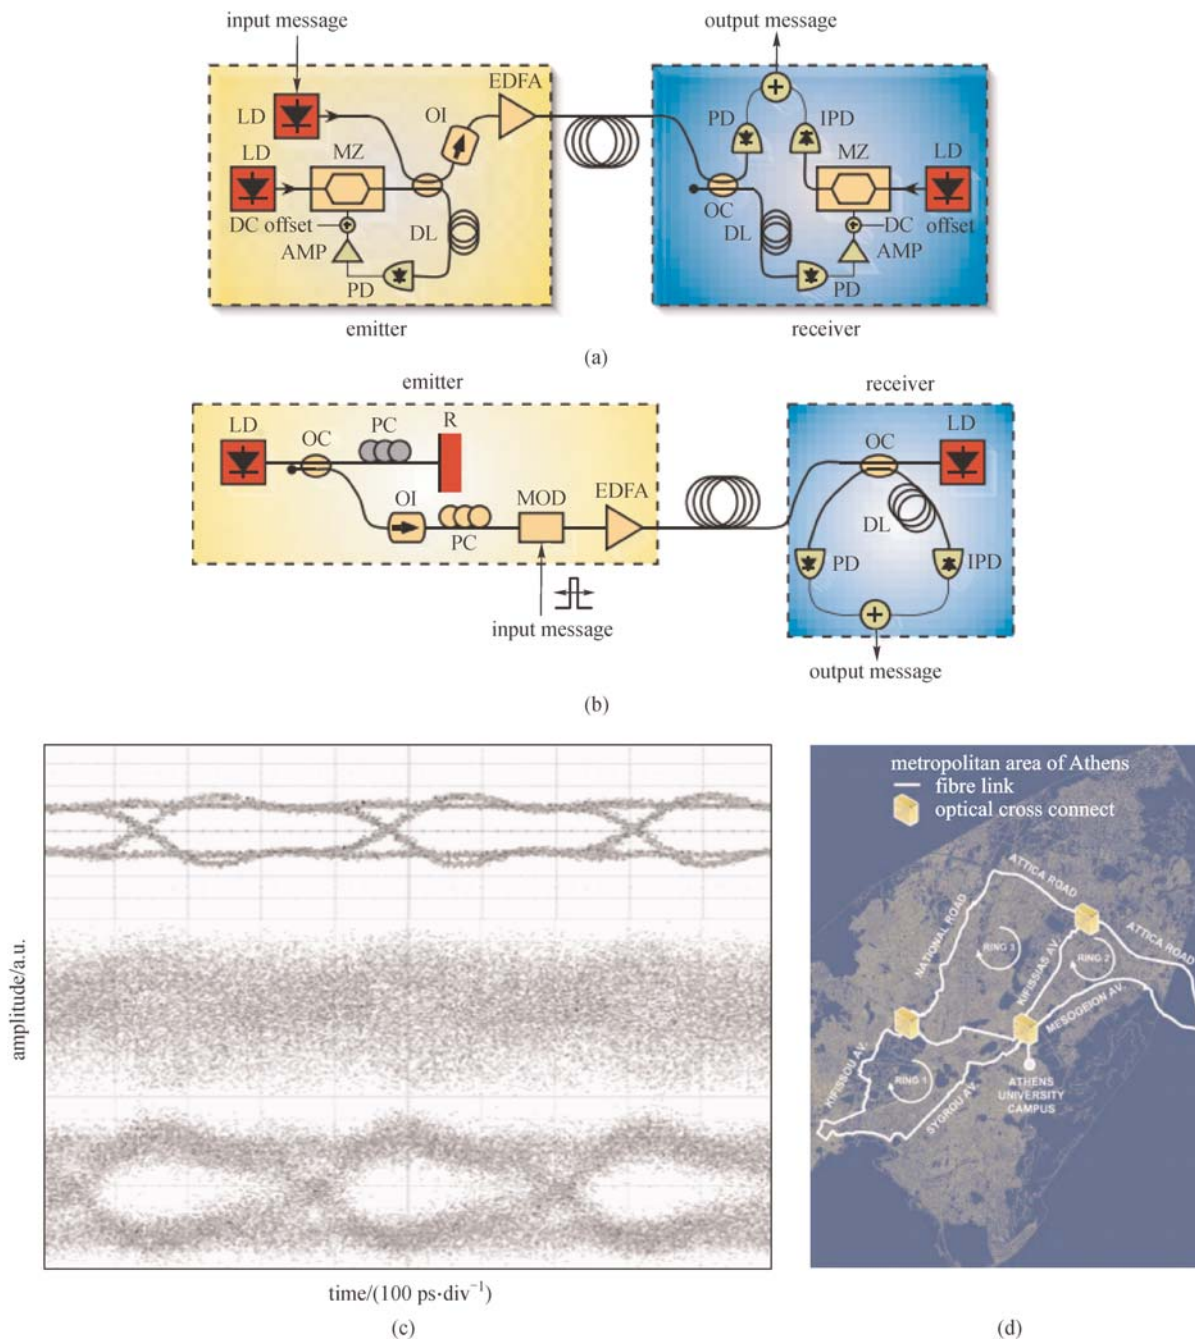 input message
output message
EDFA
OI
LD
LD
MZ
DC offset
AMP
DL
PD
emitter
PD
IPD
MZ
LD
OC
DL
DC
offset
AMP
PD
receiver
(a)
emitter
receiver
LD
OC
PC
R
OI
PC
MOD
EDFA
input message
OC
LD
DL
PD
IPD
output message
(b)
amplitude/a.u.
time/(100 ps·div⁻¹)
(c)
metropolitan area of Athens
fibre link
optical cross connect
ATTICA ROAD
NATIONAL ROAD
RING 3
KIFISSIAS AV.
RING 2
ATTICA ROAD
MESOGEION AV.
KIFISSOU AV.
RING 1
SYGROU AV.
ATHENS
UNIVERSITY
CAMPUS
(d)